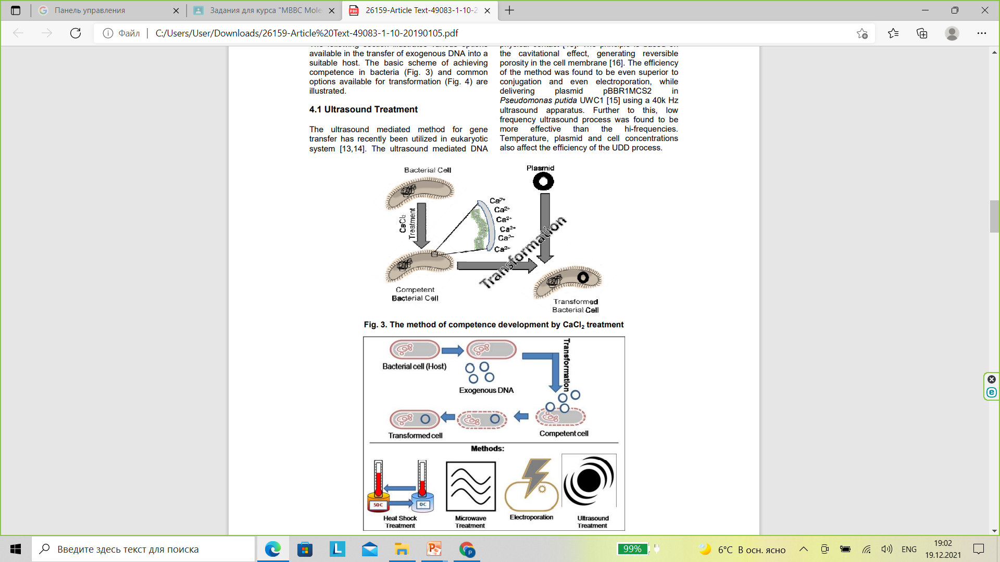 Панель управления
Задания для курса "MBBC Mole
26159-Article Text-49083-1-10-2
Файл
C:/Users/User/Downloads/26159-Article%20Text-49083-1-10-20190105.pdf
available in the transfer of exogenous DNA into a
suitable host. The basic scheme of achieving
competence in bacteria (Fig. 3) and common
options available for transformation (Fig. 4) are
illustrated.
4.1 Ultrasound Treatment
The ultrasound mediated method for gene
transfer has recently been utilized in eukaryotic
system [13,14]. The ultrasound mediated DNA
the cavitational effect, generating reversible
porosity in the cell membrane [16]. The efficiency
of the method was found to be even superior to
conjugation and even electroporation, while
delivering plasmid pBBR1MCS2 in
Pseudomonas putida UWC1 [15] using a 40k Hz
ultrasound apparatus. Further to this, low
frequency ultrasound process was found to be
more effective than the hi-frequencies.
Temperature, plasmid and cell concentrations
also affect the efficiency of the UDD process.
Bacterial Cell
Plasmid
CaCl₂
Treatment
Ca²⁺
Ca²⁺
Ca²⁺
Ca²⁺
Ca²⁺
Ca²⁺
Transformation
Competent
Bacterial Cell
Transformed
Bacterial Cell
Fig. 3. The method of competence development by CaCl₂ treatment
Bacterial cell (Host)
Exogenous DNA
Transformation
Transformed cell
Competent cell
Methods:
50C
0C
Heat Shock
Treatment
Microwave
Treatment
Electroporation
Ultrasound
Treatment
Введите здесь текст для поиска
99%
6°C В осн. ясно
ENG
19:02
19.12.2021